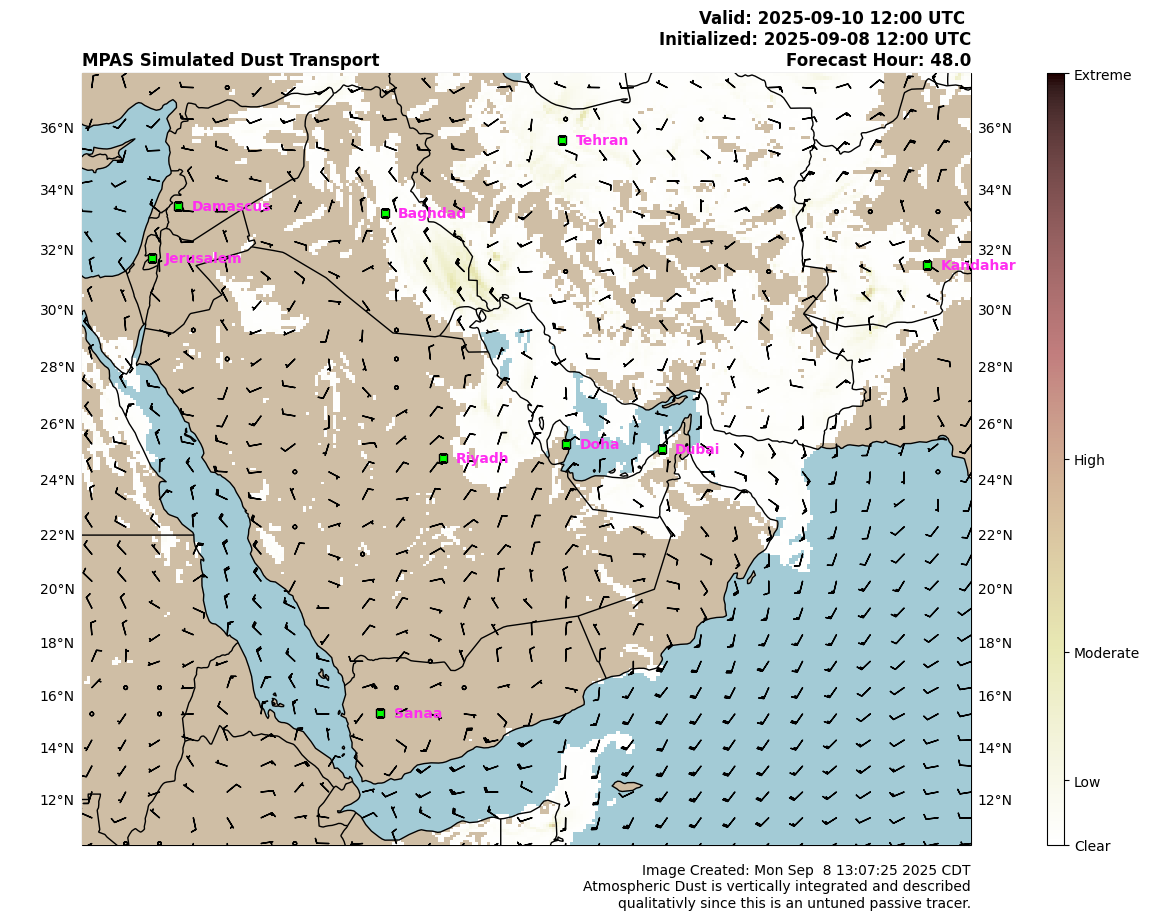 Valid: 2025-09-10 12:00 UTC
Initialized: 2025-09-08 12:00 UTC
MPAS Simulated Dust Transport Forecast Hour: 48.0
Extreme
36°N 36°N
Tehran
34°N 34°N
Damascus
Baghdad
32°N 32°N
Jerusalem
Kandahar
30°N 30°N
28°N 28°N
26°N 26°N
Doha
Dubai
Riyadh
High
24°N 24°N
22°N 22°N
20°N 20°N
18°N 18°N
Moderate
16°N 16°N
Sanaa
14°N 14°N
Low
12°N 12°N
Clear
Image Created: Mon Sep  8 13:07:25 2025 CDT
Atmospheric Dust is vertically integrated and described
qualitativly since this is an untuned passive tracer.